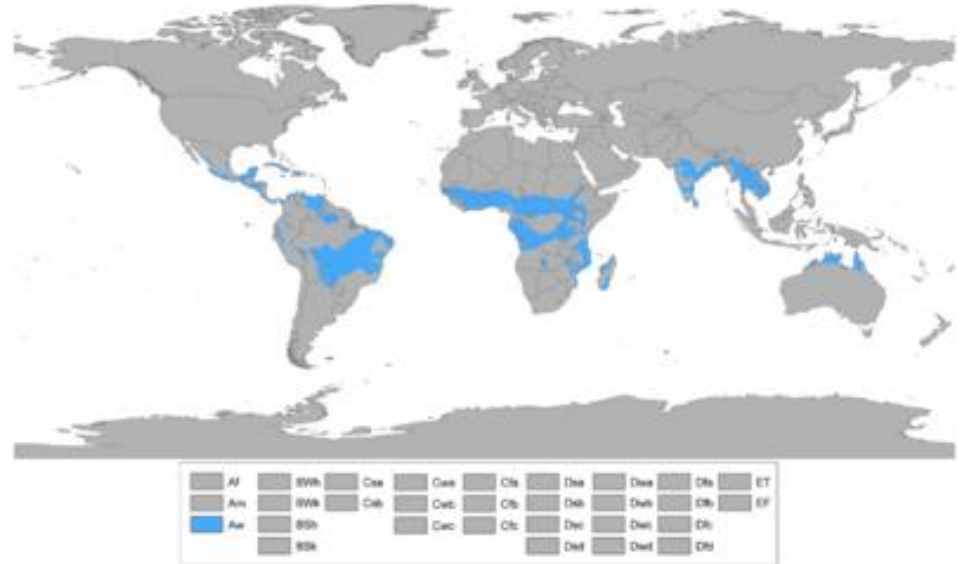 Af BWh Csa Cwa Cfa Dsa Dwa Dfa ET
Am BWk Csb Cwb Cfb Dsb Dwb Dfb EF
Aw BSh Cwc Cfc Dsc Dwc Dfc
BSk Dsd Dwd Dfd